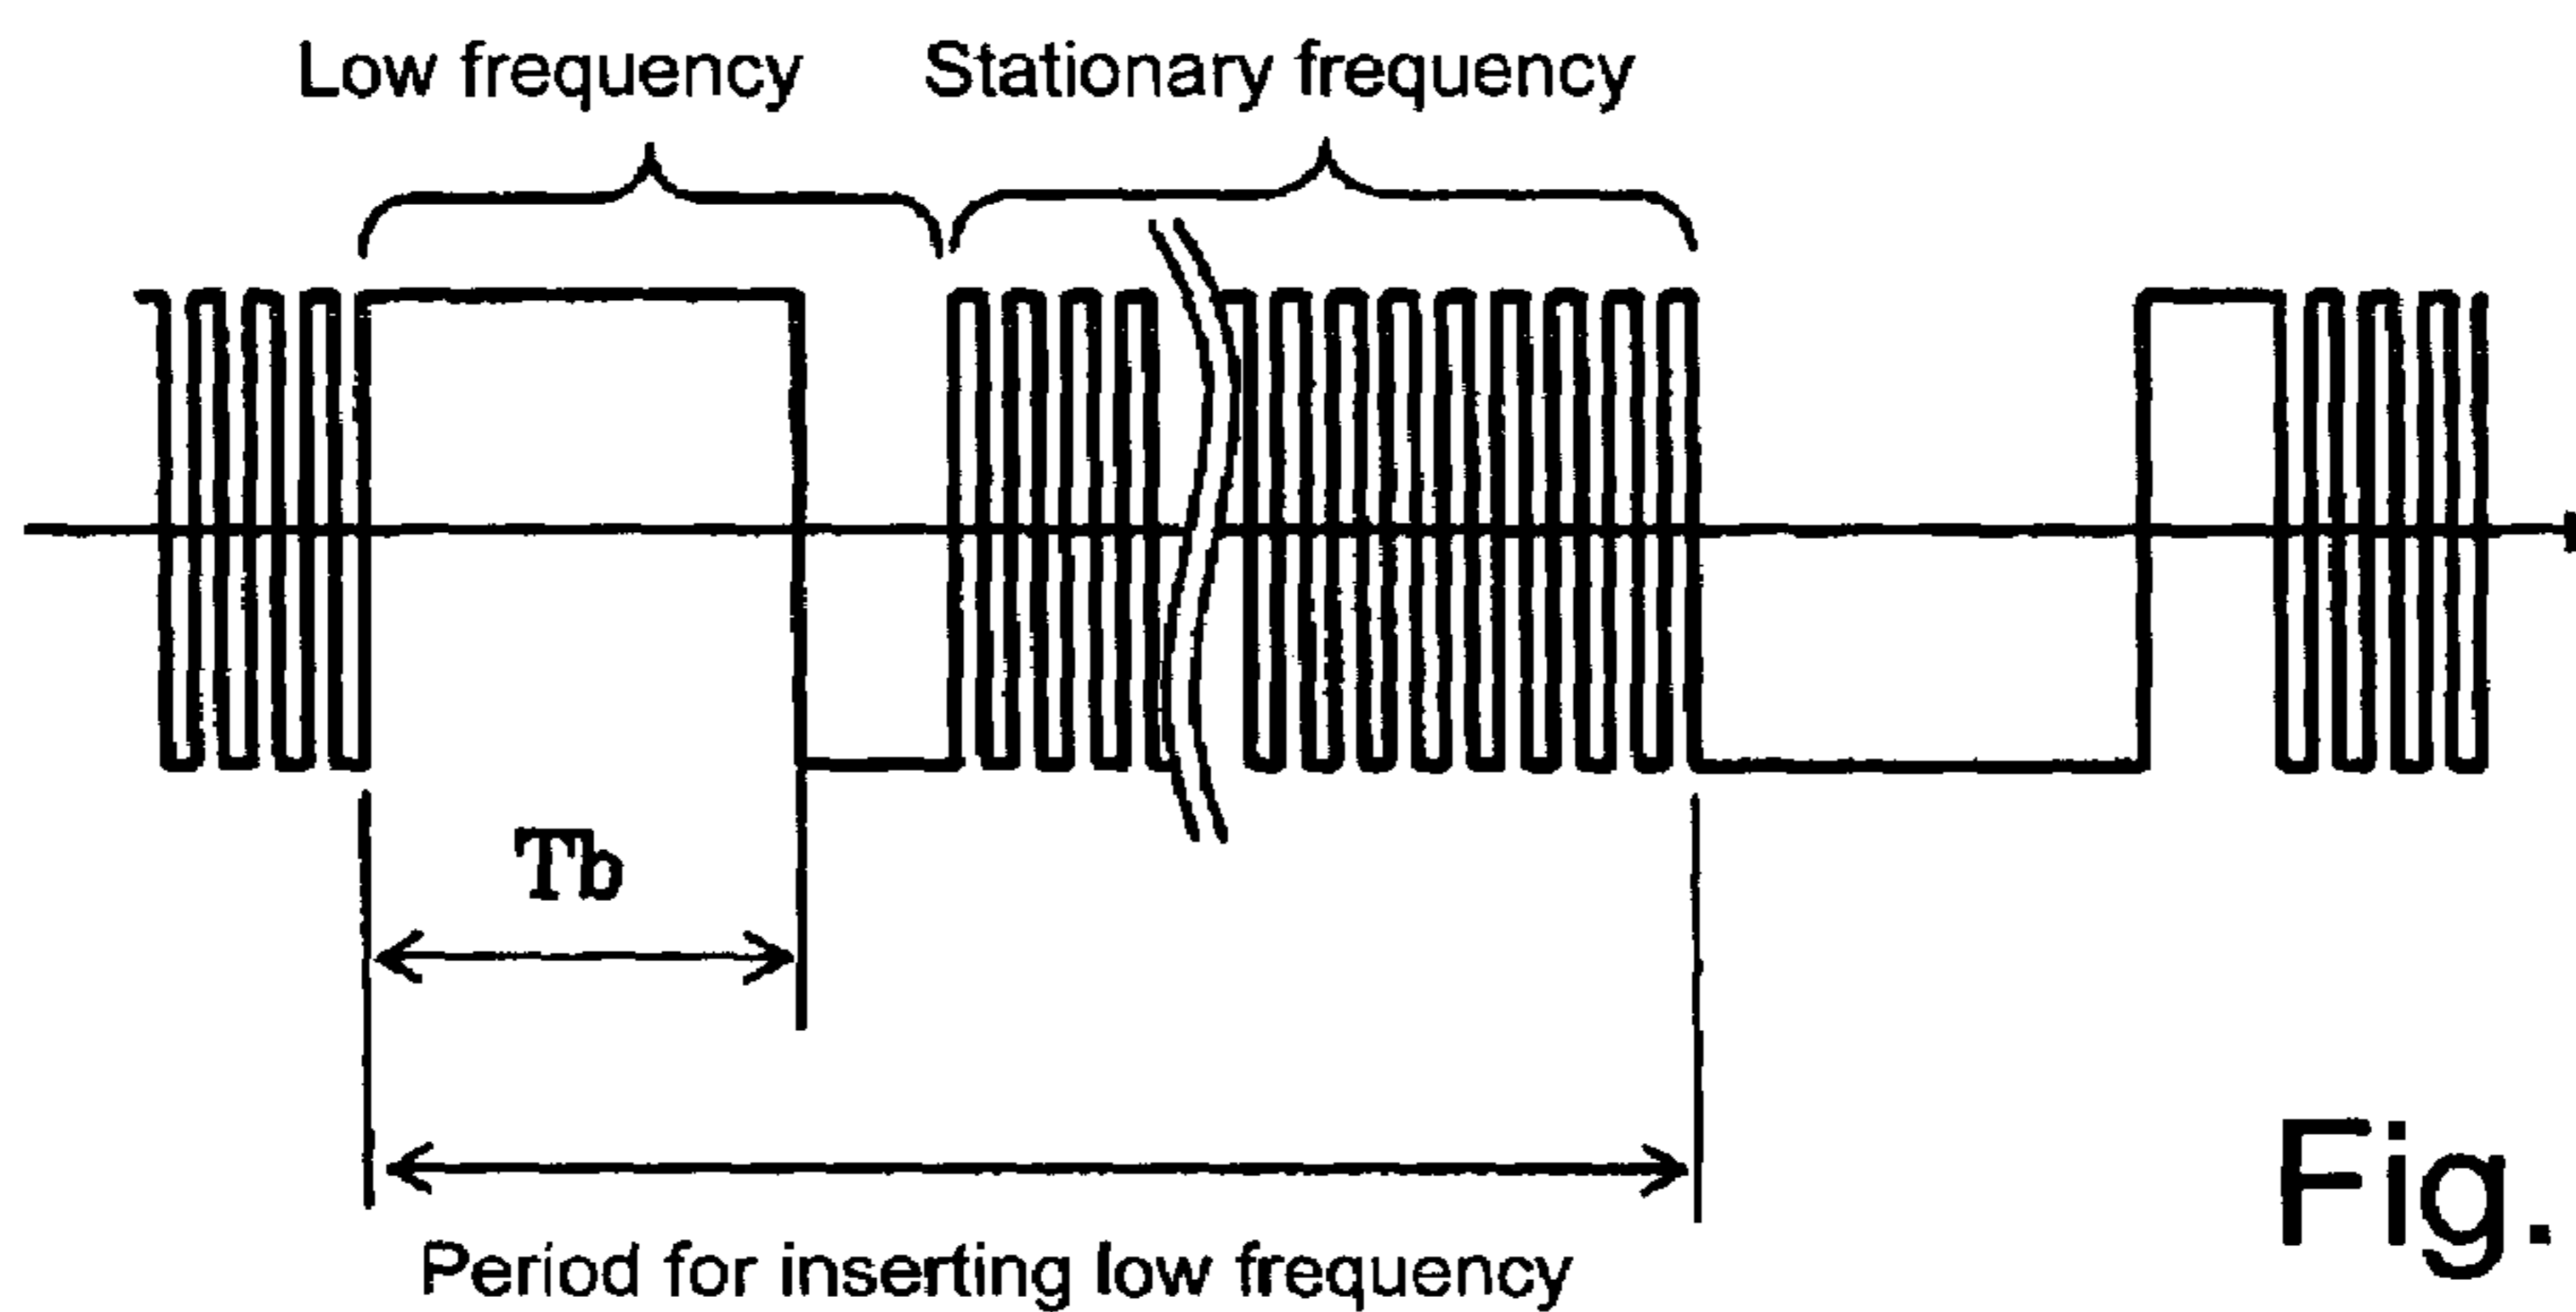 Low frequency
Stationary frequency
Tb
Period for inserting low frequency
Fig.